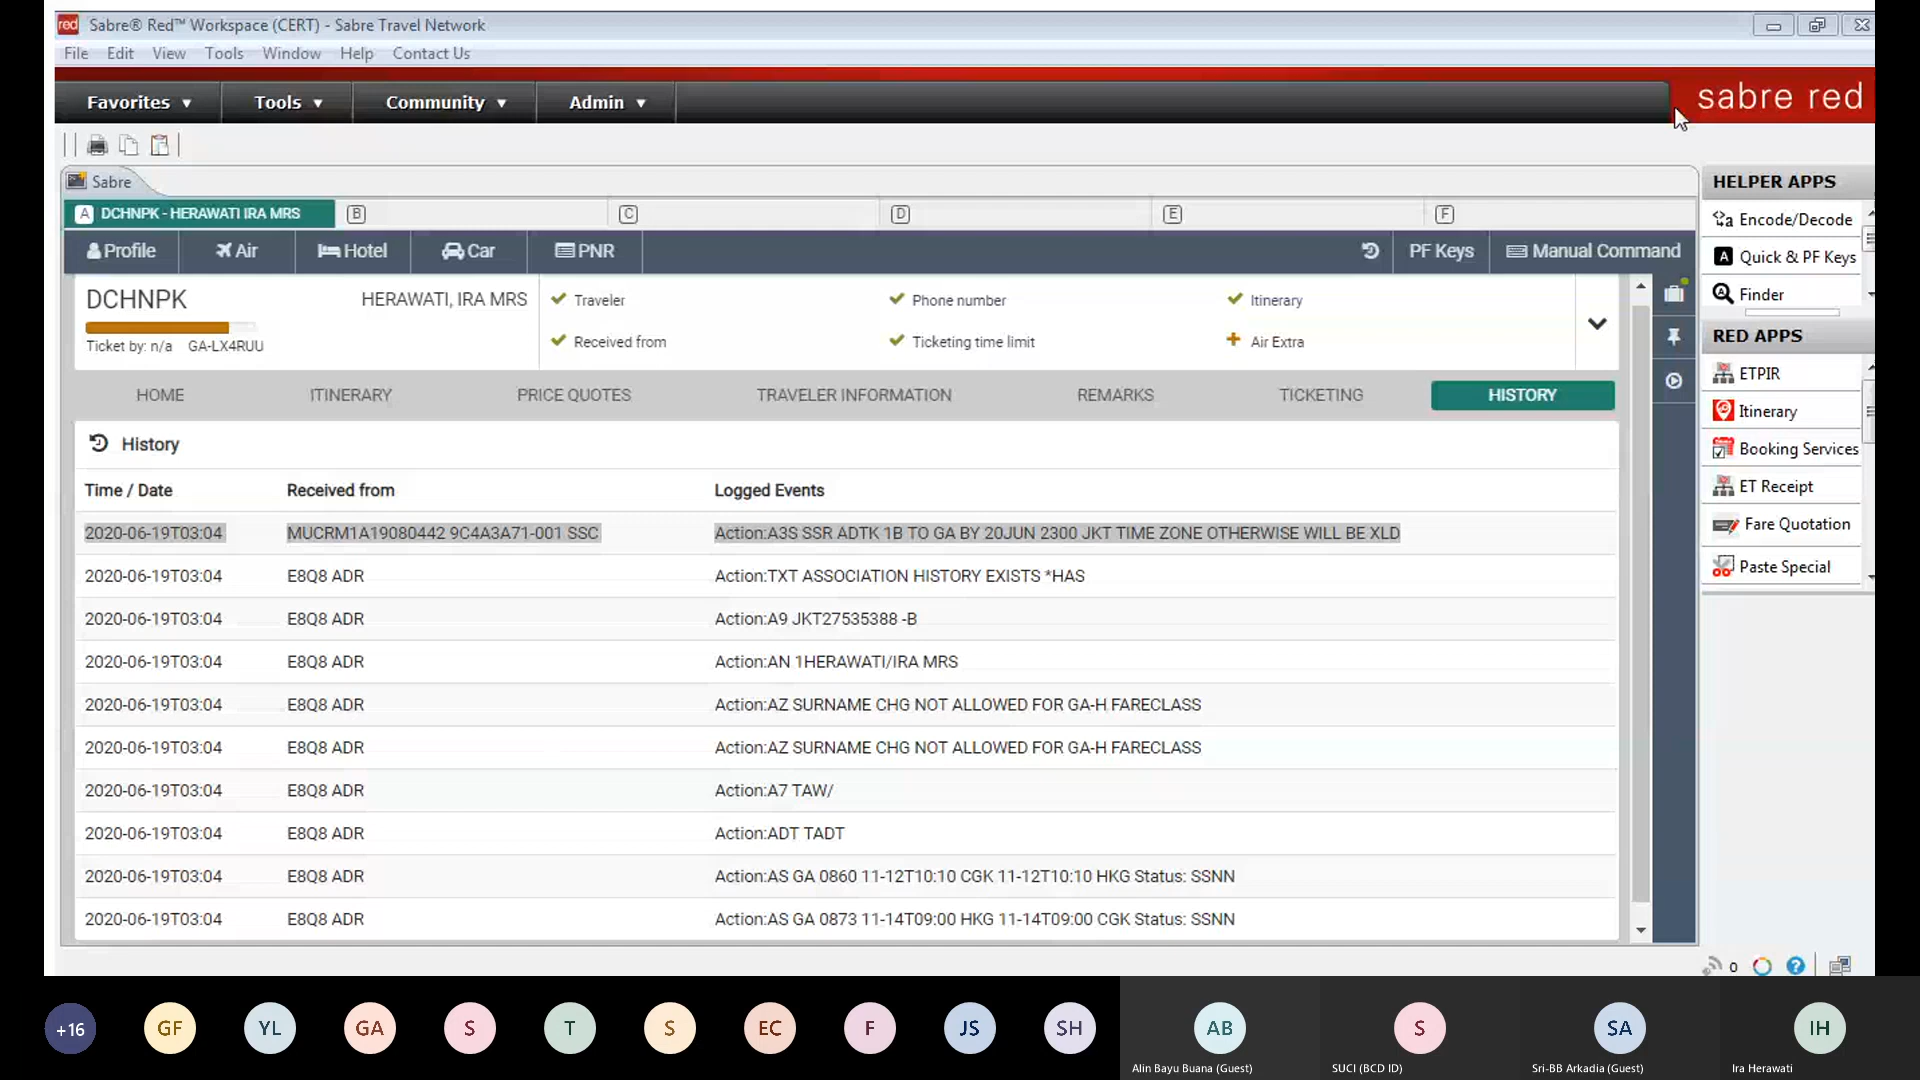 red Sabre® Red™ Workspace (CERT) - Sabre Travel Network
File Edit View Tools Window Help Contact Us
Favorites ▼ Tools ▼ Community ▼ Admin ▼
sabre red
Sabre
A DCHNPK - HERAWATI IRA MRS B C D E F
Profile Air Hotel Car PNR PF Keys Manual Command
DCHNPK HERAWATI, IRA MRS
Ticket by: n/a GA-LX4RUU
Traveler Phone number Itinerary
Received from Ticketing time limit Air Extra
HOME ITINERARY PRICE QUOTES TRAVELER INFORMATION REMARKS TICKETING HISTORY
History
Time / Date Received from Logged Events
2020-06-19T03:04 MUCRM1A19080442 9C4A3A71-001 SSC Action:A3S SSR ADTK 1B TO GA BY 20JUN 2300 JKT TIME ZONE OTHERWISE WILL BE XLD
2020-06-19T03:04 E8Q8 ADR Action:TXT ASSOCIATION HISTORY EXISTS *HAS
2020-06-19T03:04 E8Q8 ADR Action:A9 JKT27535388 -B
2020-06-19T03:04 E8Q8 ADR Action:AN 1HERAWATI/IRA MRS
2020-06-19T03:04 E8Q8 ADR Action:AZ SURNAME CHG NOT ALLOWED FOR GA-H FARECLASS
2020-06-19T03:04 E8Q8 ADR Action:AZ SURNAME CHG NOT ALLOWED FOR GA-H FARECLASS
2020-06-19T03:04 E8Q8 ADR Action:A7 TAW/
2020-06-19T03:04 E8Q8 ADR Action:ADT TADT
2020-06-19T03:04 E8Q8 ADR Action:AS GA 0860 11-12T10:10 CGK 11-12T10:10 HKG Status: SSNN
2020-06-19T03:04 E8Q8 ADR Action:AS GA 0873 11-14T09:00 HKG 11-14T09:00 CGK Status: SSNN
HELPER APPS
Encode/Decode
A Quick & PF Keys
Finder
RED APPS
ETPIR
Itinerary
Booking Services
ET Receipt
Fare Quotation
Paste Special
0
+16 GF YL GA S T S EC F JS SH AB S SA IH
Alin Bayu Buana (Guest) SUCI (BCD ID) Sri-BB Arkadia (Guest) Ira Herawati